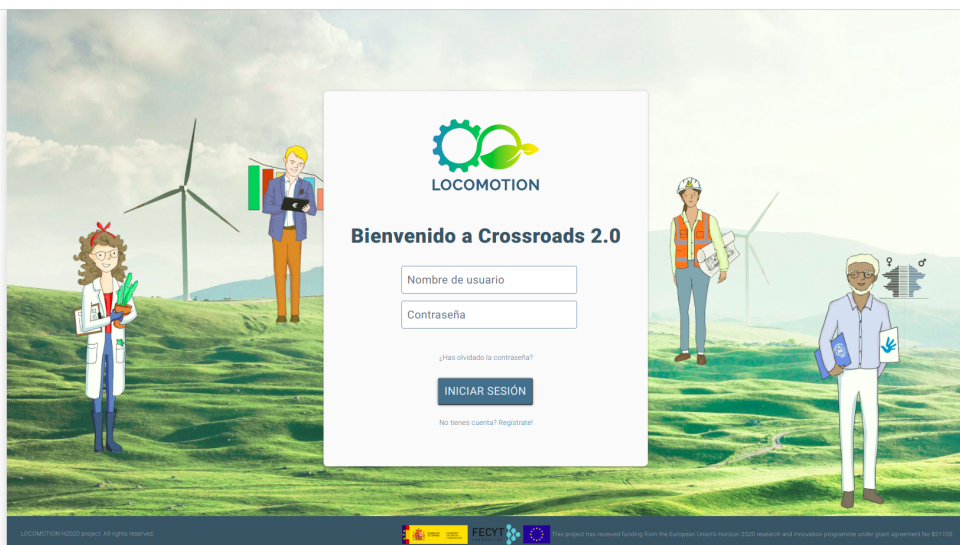 LOCOMOTION
Bienvenido a Crossroads 2.0
Nombre de usuario
Contraseña
¿Has olvidado la contraseña?
INICIAR SESIÓN
No tienes cuenta? Regístrate!
LOCOMOTION H2020 project. All rights reserved.
FECYT
This project has received funding from the European Union's Horizon 2020 research and innovation programme under grant agreement No 821105